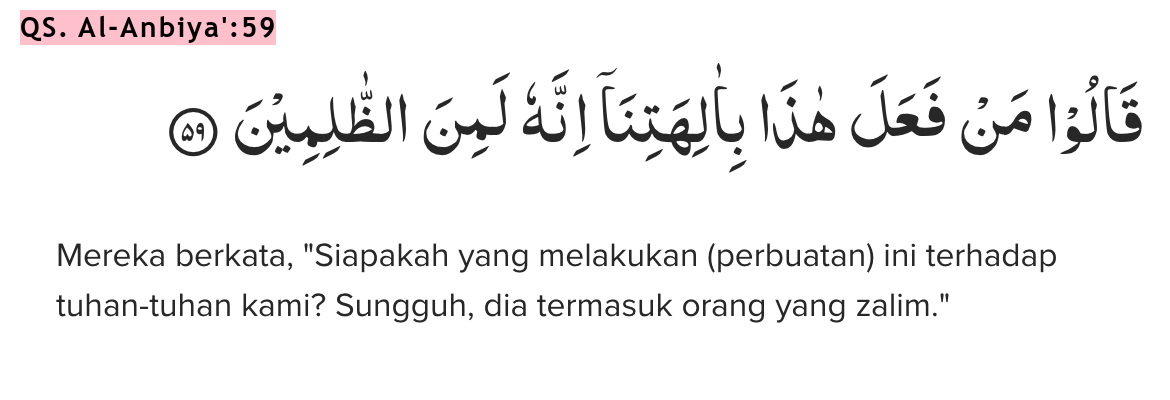 QS. Al-Anbiya':59
قَالُوْا مَنْ فَعَلَ هٰذَا بِاٰلِهَتِنَآ اِنَّهٗ لَمِنَ الظّٰلِمِيْنَ ۝٥٩
Mereka berkata, "Siapakah yang melakukan (perbuatan) ini terhadap
tuhan-tuhan kami? Sungguh, dia termasuk orang yang zalim."